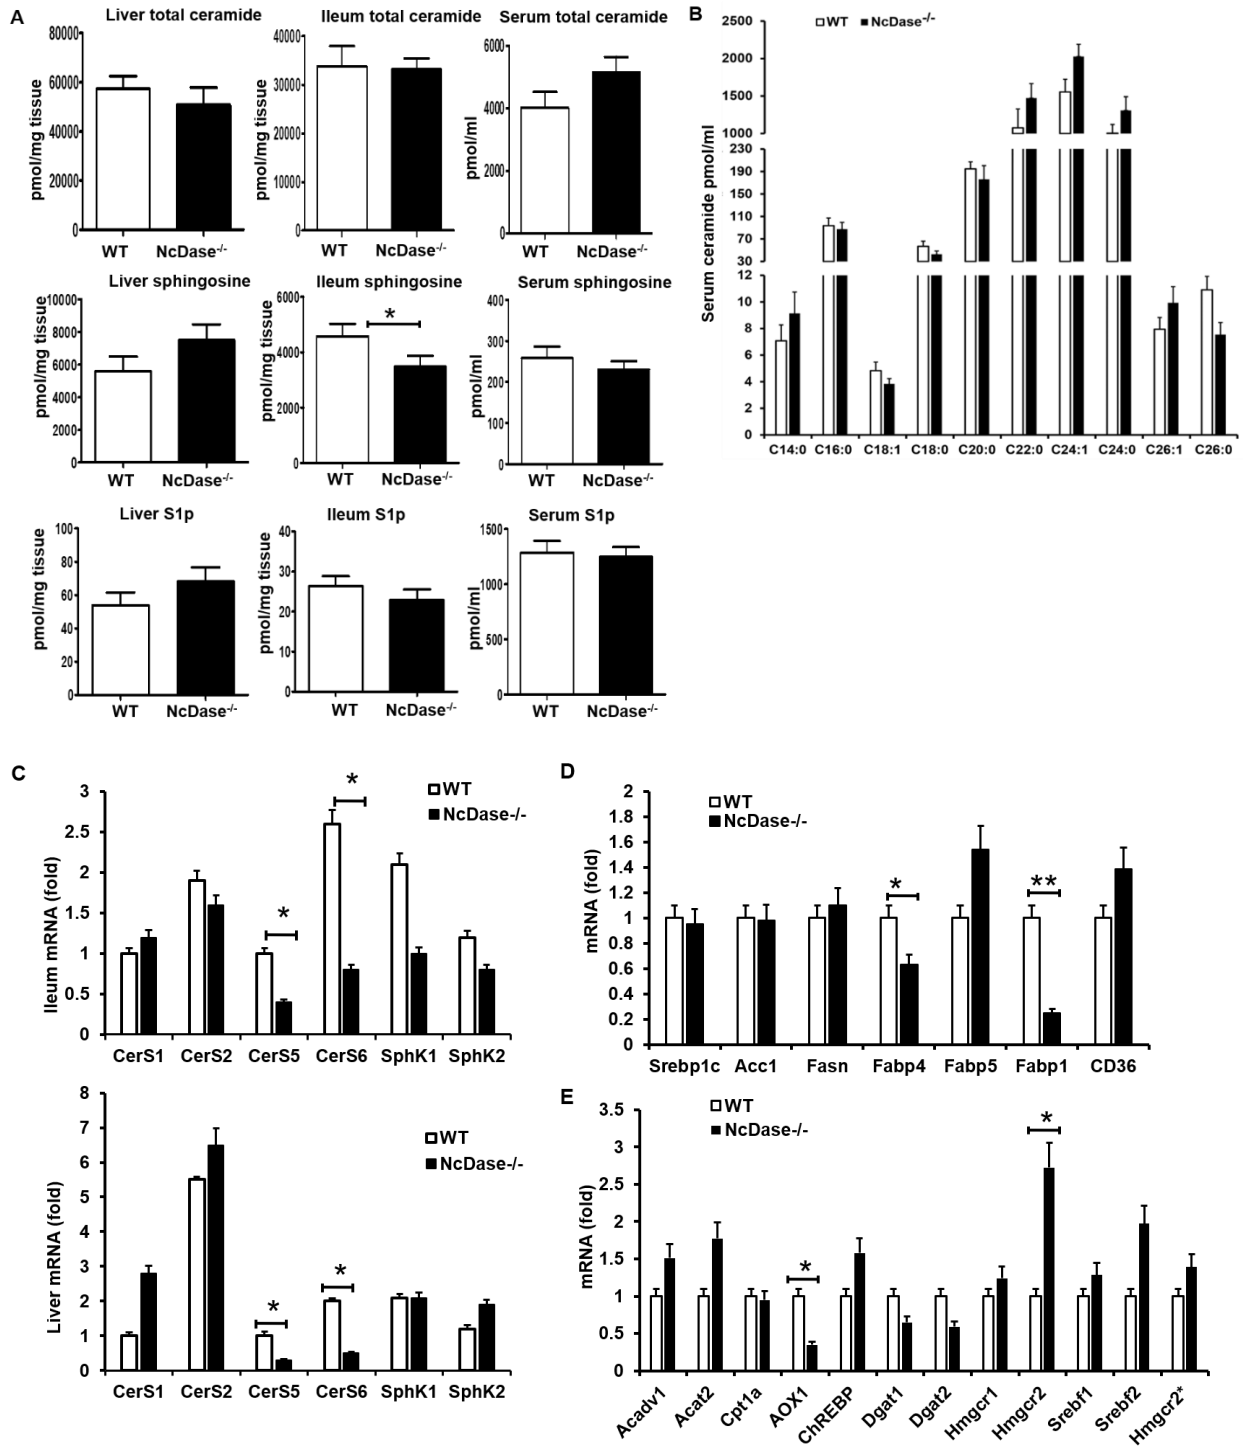 A
Liver total ceramide
pmol/mg tissue
80000
60000
40000
20000
0
WT
NcDase-/-
Ileum total ceramide
pmol/mg tissue
40000
30000
20000
10000
0
WT
NcDase-/-
Serum total ceramide
pmol/ml
6000
4000
2000
0
WT
NcDase-/-
Liver sphingosine
pmol/mg tissue
10000
8000
6000
4000
2000
0
WT
NcDase-/-
Ileum sphingosine
pmol/mg tissue
6000
4000
2000
0
*
WT
NcDase-/-
Serum sphingosine
pmol/ml
400
300
200
100
0
WT
NcDase-/-
Liver S1p
pmol/mg tissue
100
80
60
40
20
0
WT
NcDase-/-
Ileum S1p
pmol/mg tissue
40
30
20
10
0
WT
NcDase-/-
Serum S1p
pmol/ml
1500
1000
500
0
WT
NcDase-/-
B
WT NcDase-/-
Serum ceramide pmol/ml
2500
2000
1500
1000
230
190
150
110
70
30
12
10
8
6
4
2
0
C14:0 C16:0 C18:1 C18:0 C20:0 C22:0 C24:1 C24:0 C26:1 C26:0
C
WT
NcDase-/-
Ileum mRNA (fold)
3
2.5
2
1.5
1
0.5
0
*
*
CerS1 CerS2 CerS5 CerS6 SphK1 SphK2
WT
NcDase-/-
Liver mRNA (fold)
8
7
6
5
4
3
2
1
0
*
*
CerS1 CerS2 CerS5 CerS6 SphK1 SphK2
D
WT
NcDase-/-
mRNA (fold)
2
1.8
1.6
1.4
1.2
1
0.8
0.6
0.4
0.2
0
*
**
Srebp1c Acc1 Fasn Fabp4 Fabp5 Fabp1 CD36
E
WT
NcDase-/-
mRNA (fold)
3.5
3
2.5
2
1.5
1
0.5
0
*
*
Acadv1 Acat2 Cpt1a AOX1 ChREBP Dgat1 Dgat2 Hmgcr1 Hmgcr2 Srebf1 Srebf2 Hmgcr2*